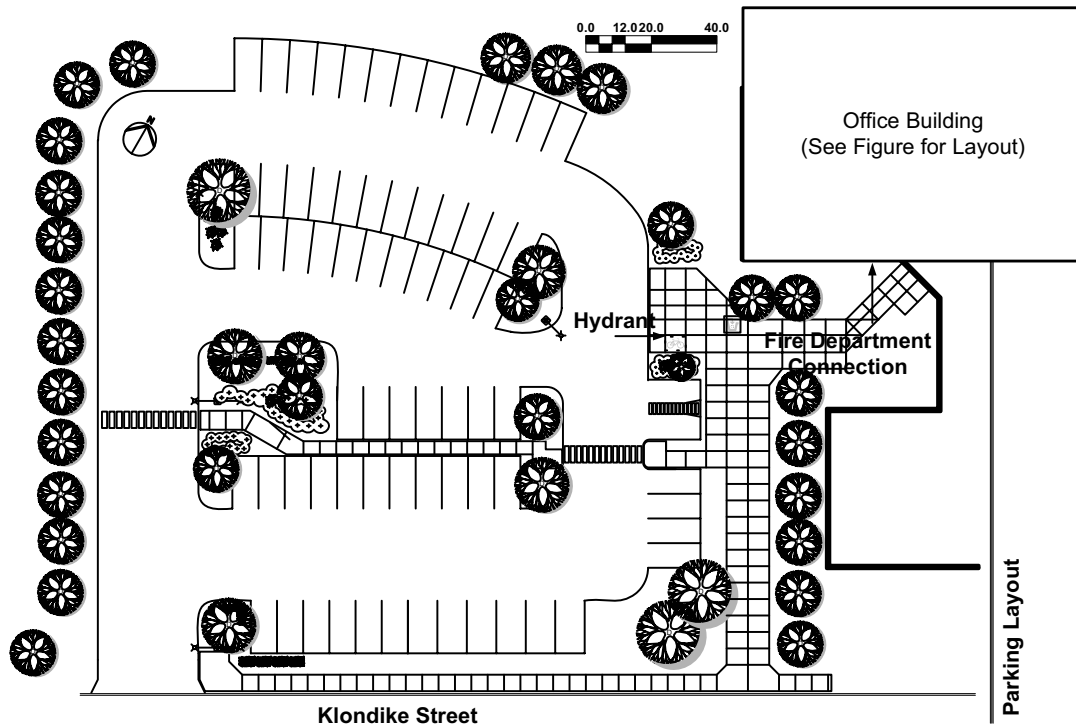 0.0 12.0 20.0 40.0
Office Building
(See Figure for Layout)
N
Hydrant
Fire Department
Connection
Parking Layout
Klondike Street